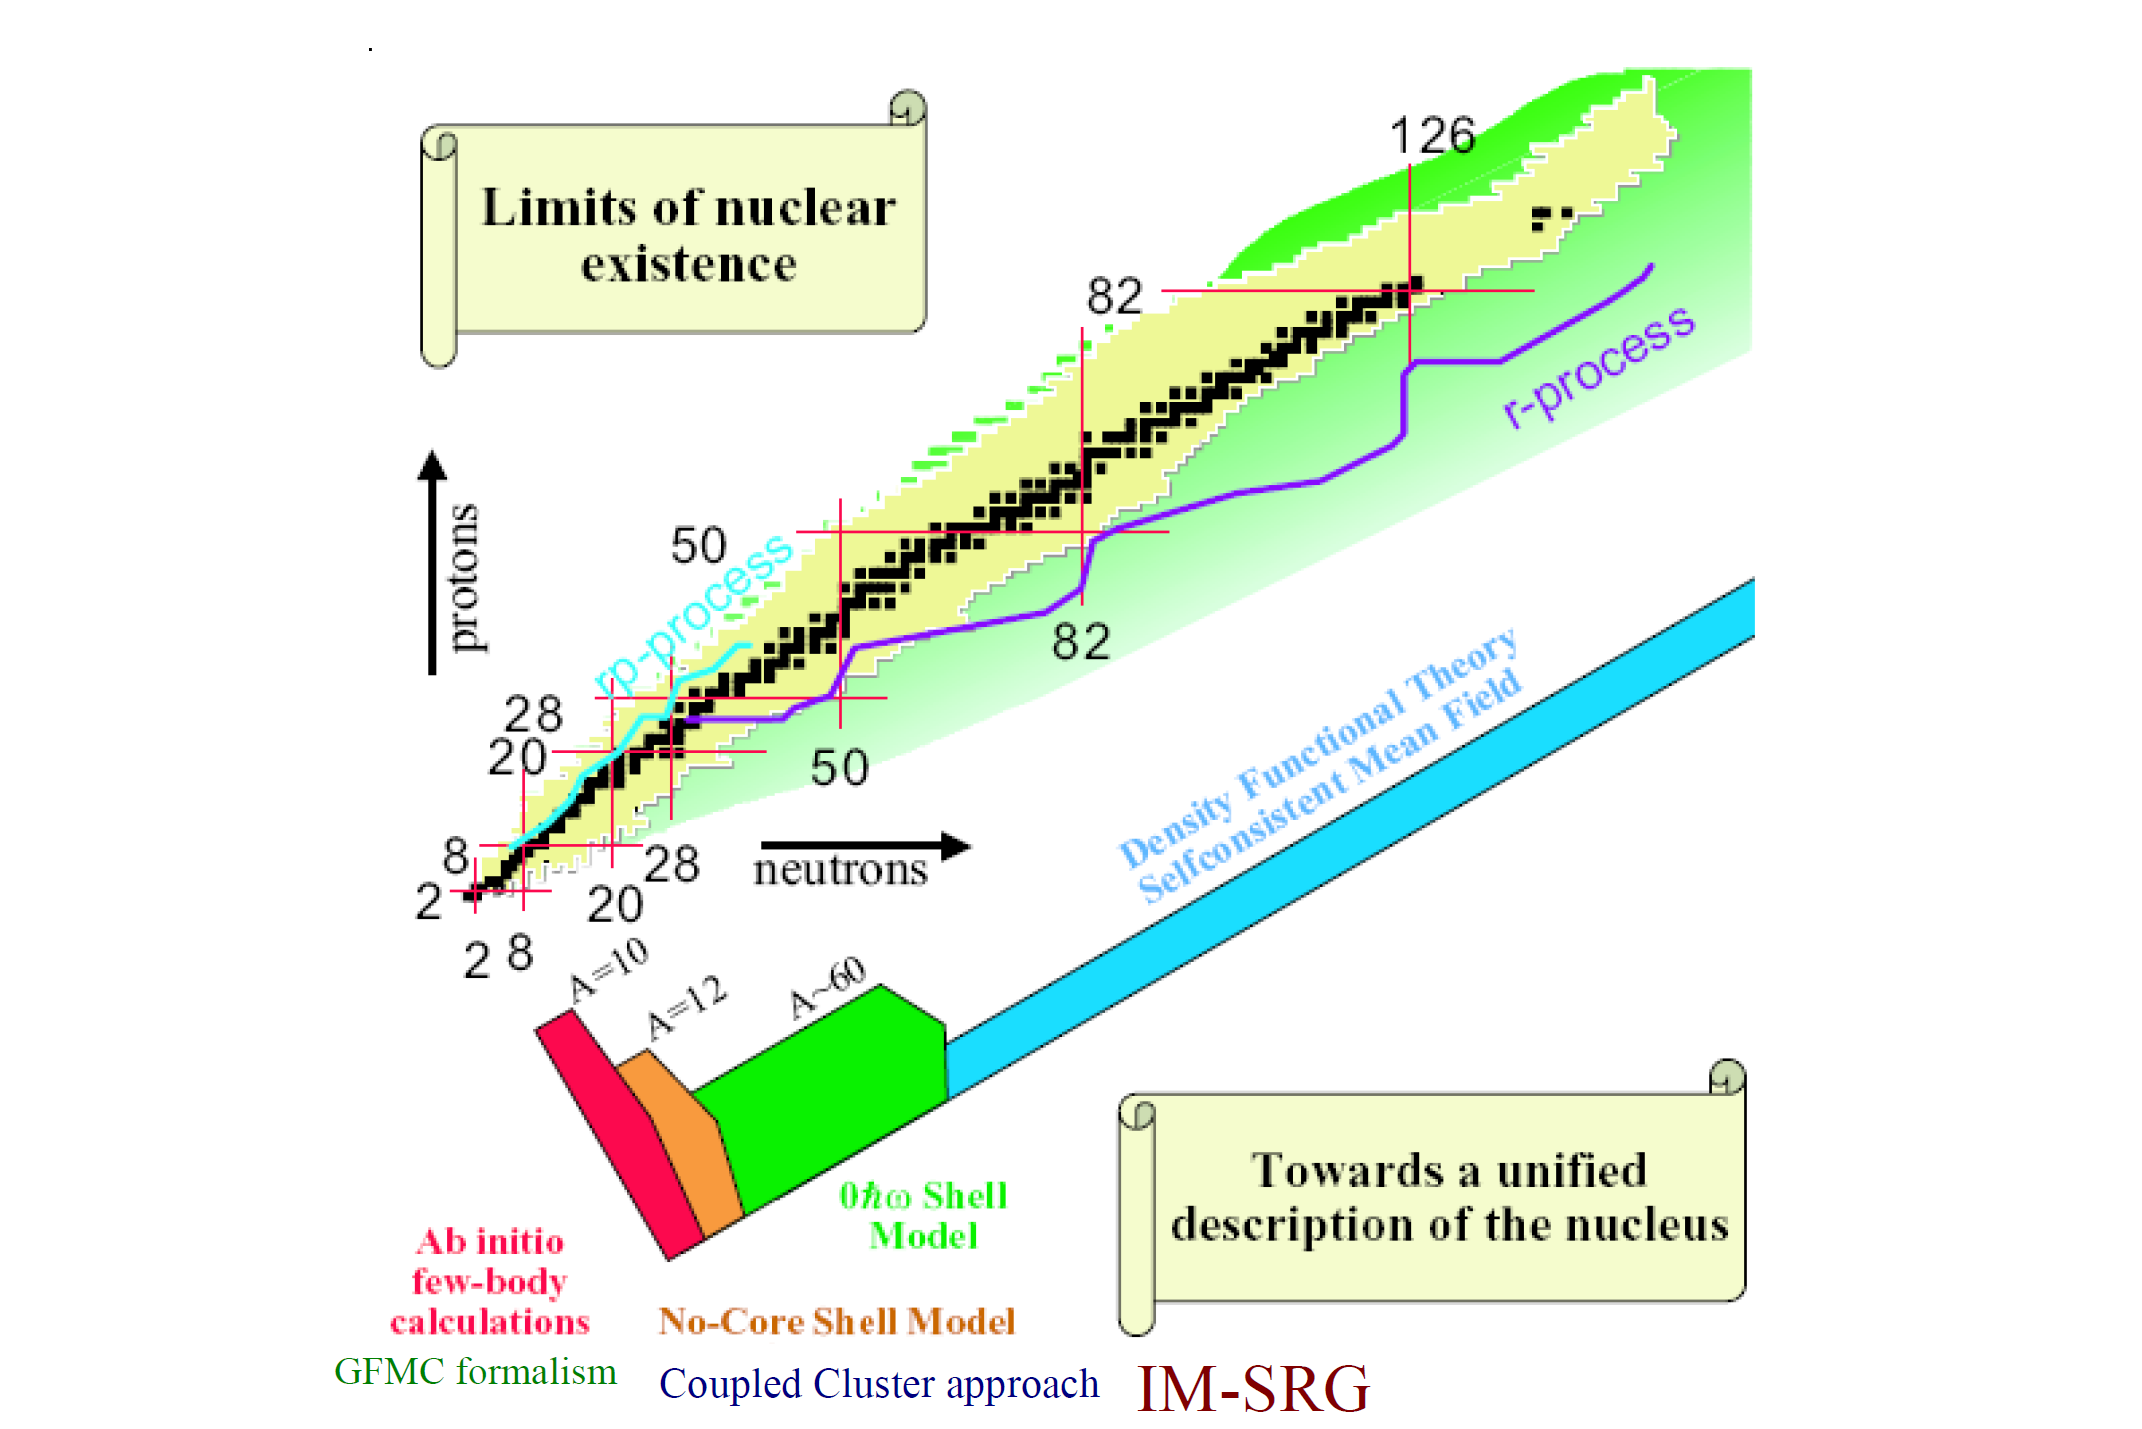 Limits of nuclear
existence
126
82
r-process
protons
50
rp-process
82
28
20
50
8
neutrons
28
2
20
2 8
Density Functional Theory
Selfconsistent Mean Field
A=10
A=12
A~60
Towards a unified
description of the nucleus
0ℏω Shell
Model
Ab initio
few-body
calculations
No-Core Shell Model
GFMC formalism
Coupled Cluster approach
IM-SRG